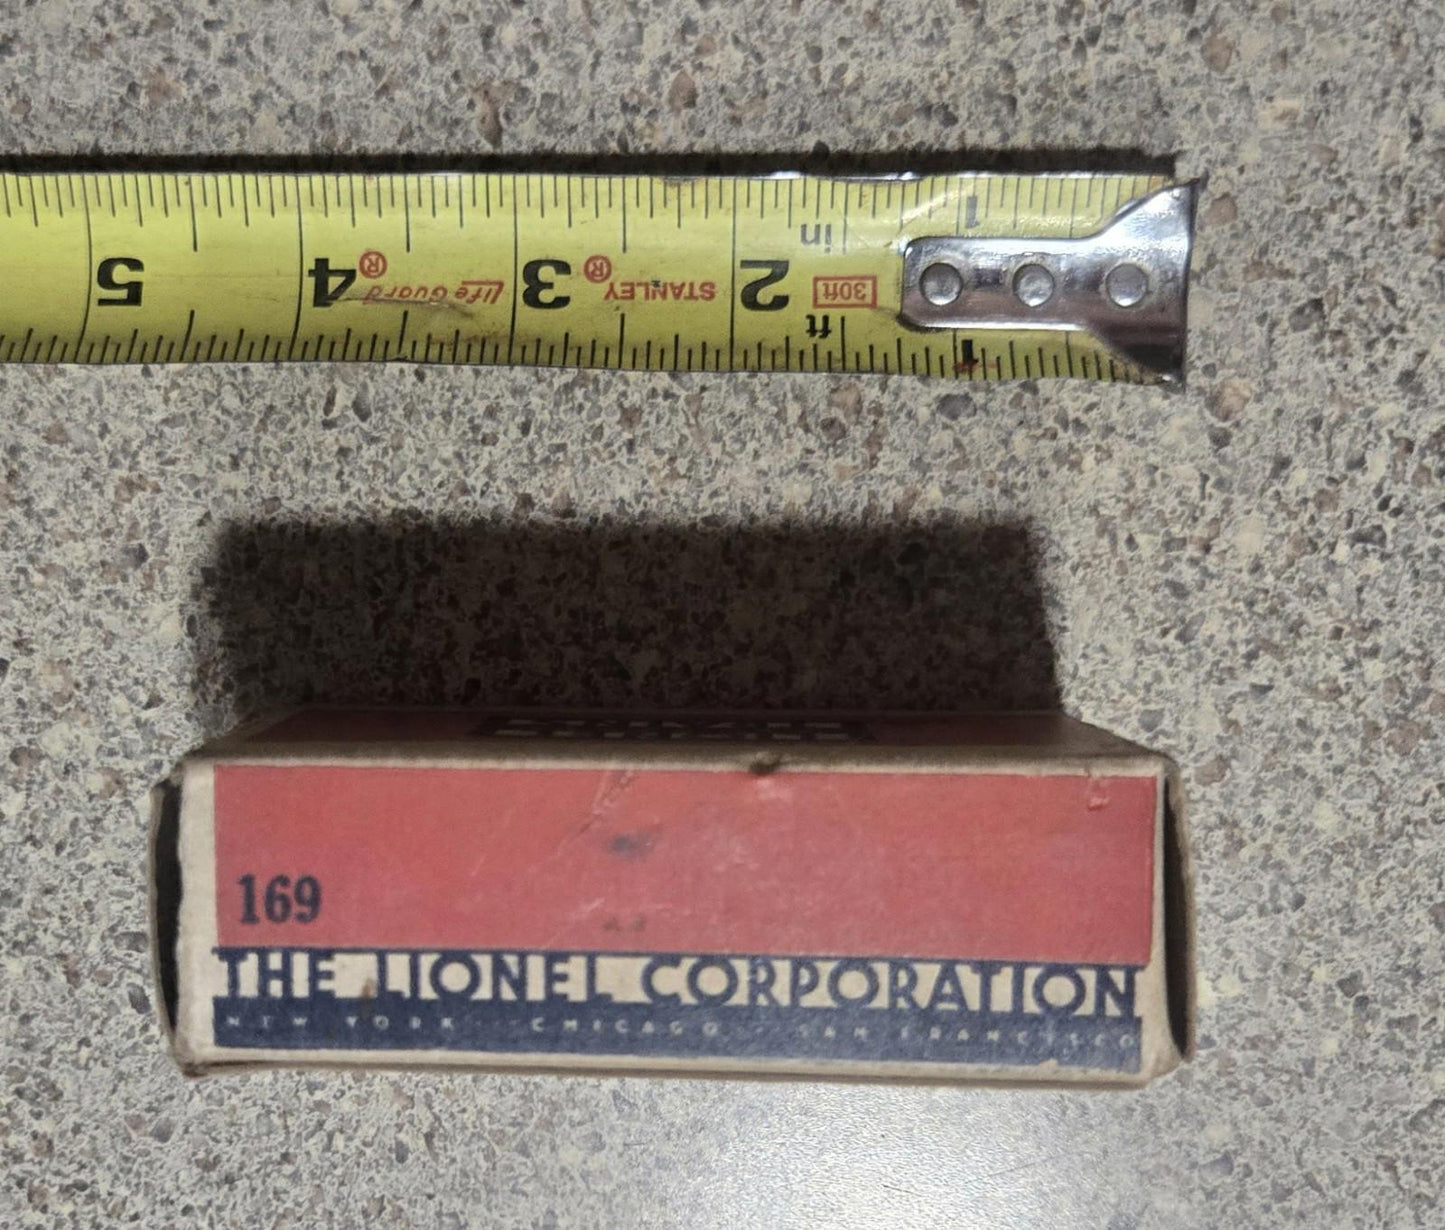 1
in
5 4® Life Guard 3® STANLEY 2 30ft
ft
1
169
THE LIONEL CORPORATION
NEW YORK · CHICAGO · SAN FRANCISCO